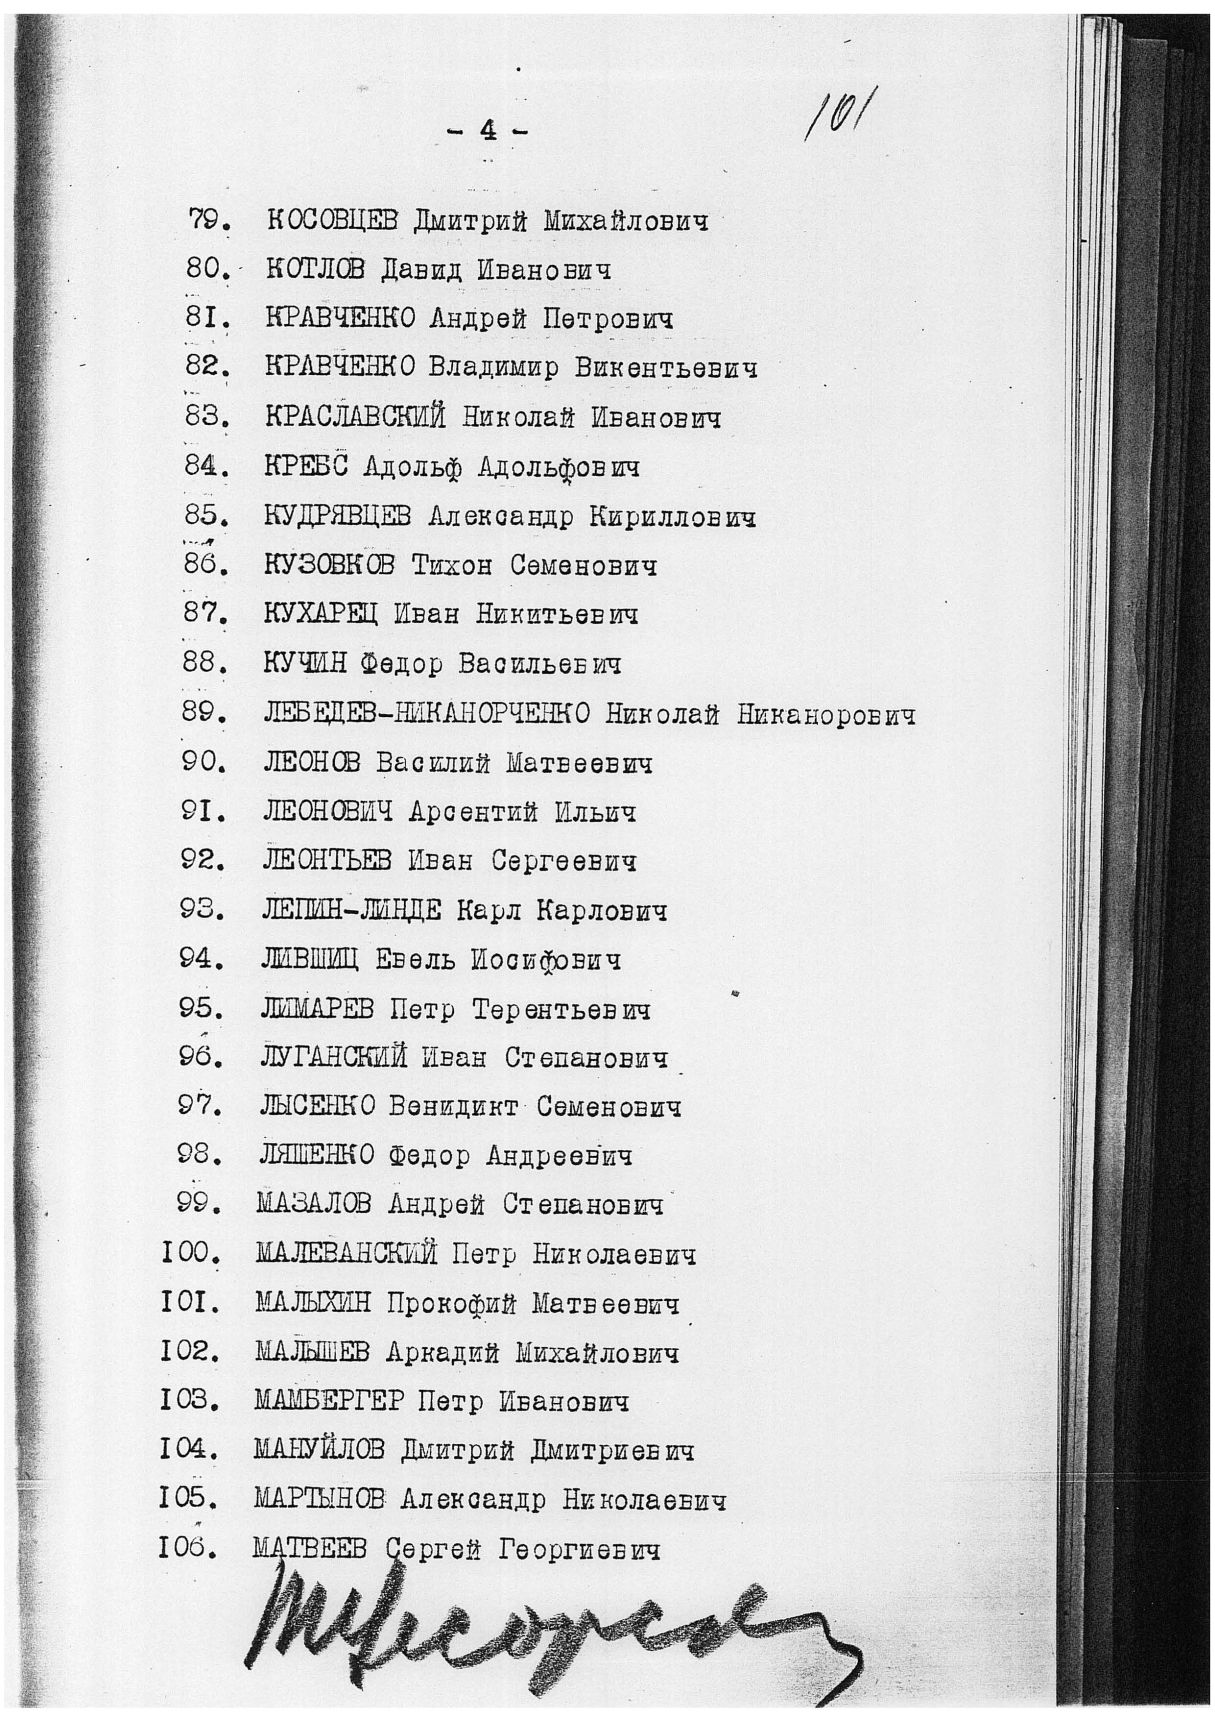 - 4 -
101
79. КОСОВЦЕВ Дмитрий Михайлович
80. КОТЛОВ Давид Иванович
81. КРАВЧЕНКО Андрей Петрович
82. КРАВЧЕНКО Владимир Викентьевич
83. КРАСЛАВСКИЙ Николай Иванович
84. КРЕБС Адольф Адольфович
85. КУДРЯВЦЕВ Александр Кириллович
86. КУЗОВКОВ Тихон Семенович
87. КУХАРЕЦ Иван Никитьевич
88. КУЧИН Федор Васильевич
89. ЛЕБЕДЕВ-НИКАНОРЧЕНКО Николай Никанорович
90. ЛЕОНОВ Василий Матвеевич
91. ЛЕОНОВИЧ Арсентий Ильич
92. ЛЕОНТЬЕВ Иван Сергеевич
93. ЛЕПИН-ЛИНДЕ Карл Карлович
94. ЛИВШИЦ Евель Иосифович
95. ЛИМАРЕВ Петр Терентьевич
96. ЛУГАНСКИЙ Иван Степанович
97. ЛЫСЕНКО Венидикт Семенович
98. ЛЯШЕНКО Федор Андреевич
99. МАЗАЛОВ Андрей Степанович
100. МАЛЕВАНСКИЙ Петр Николаевич
101. МАЛЫХИН Прокофий Матвеевич
102. МАЛЫШЕВ Аркадий Михайлович
103. МАМБЕРГЕР Петр Иванович
104. МАНУЙЛОВ Дмитрий Дмитриевич
105. МАРТЫНОВ Александр Николаевич
106. МАТВЕЕВ Сергей Георгиевич